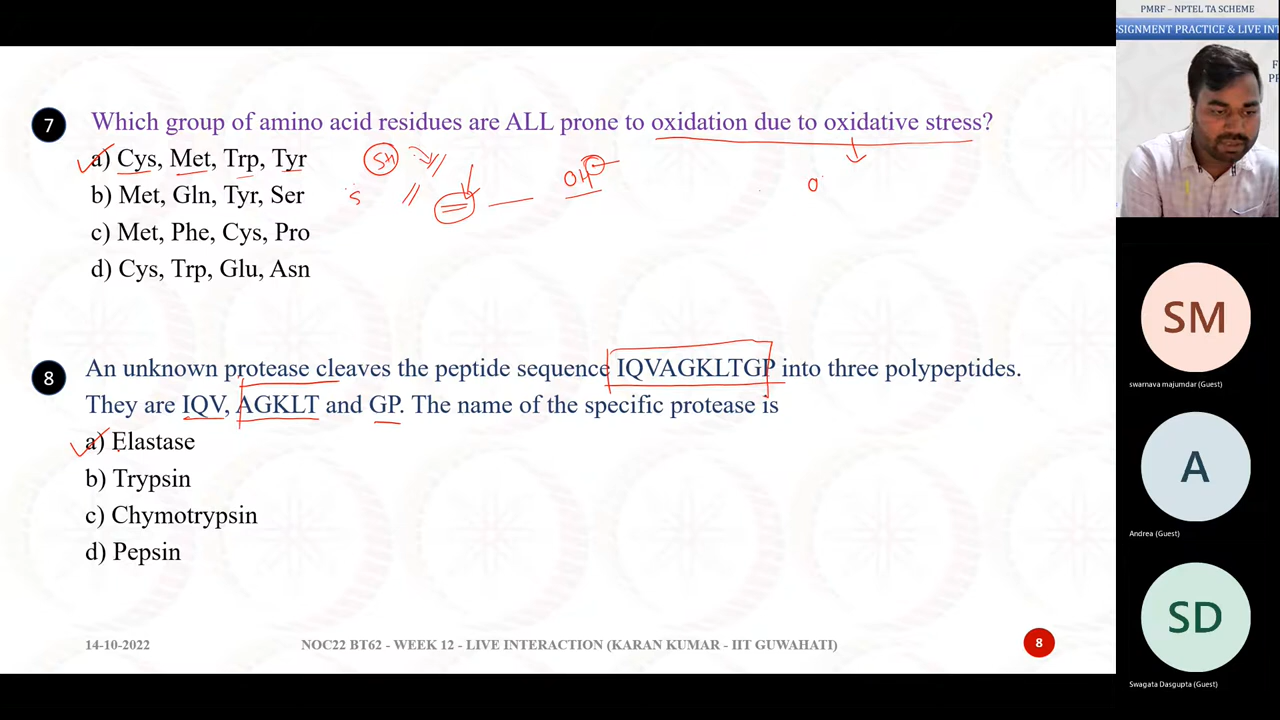 PMRF – NPTEL TA SCHEME
SSIGNMENT PRACTICE & LIVE INT
7
Which group of amino acid residues are ALL prone to oxidation due to oxidative stress?
a) Cys, Met, Trp, Tyr
b) Met, Gln, Tyr, Ser
c) Met, Phe, Cys, Pro
d) Cys, Trp, Glu, Asn
SH
S
OH
O
8
An unknown protease cleaves the peptide sequence IQVAGKLTGP into three polypeptides.
They are IQV, AGKLT and GP. The name of the specific protease is
a) Elastase
b) Trypsin
c) Chymotrypsin
d) Pepsin
14-10-2022
NOC22 BT62 - WEEK 12 - LIVE INTERACTION (KARAN KUMAR - IIT GUWAHATI)
8
SM
swarnava majumdar (Guest)
A
Andrea (Guest)
SD
Swagata Dasgupta (Guest)